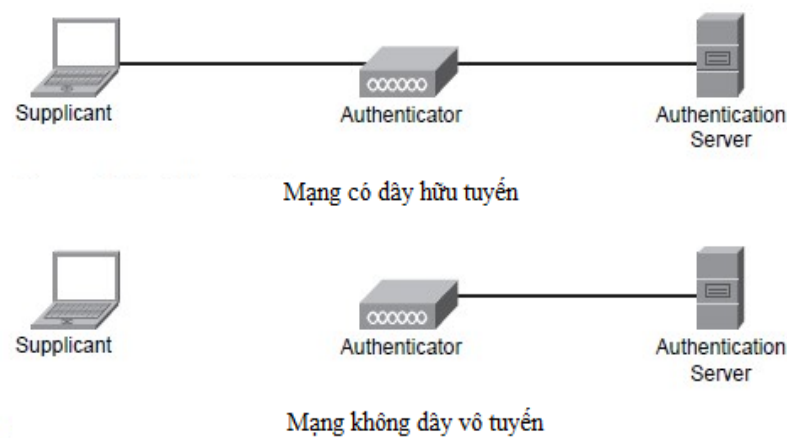 Supplicant
Authenticator
Authentication
Server
Mạng có dây hữu tuyến
Supplicant
Authenticator
Authentication
Server
Mạng không dây vô tuyến